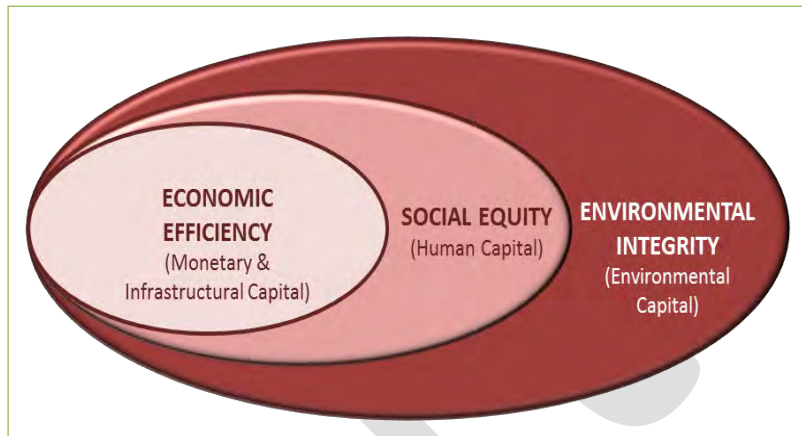 ECONOMIC
EFFICIENCY
(Monetary &
Infrastructural Capital)
SOCIAL EQUITY
(Human Capital)
ENVIRONMENTAL
INTEGRITY
(Environmental
Capital)